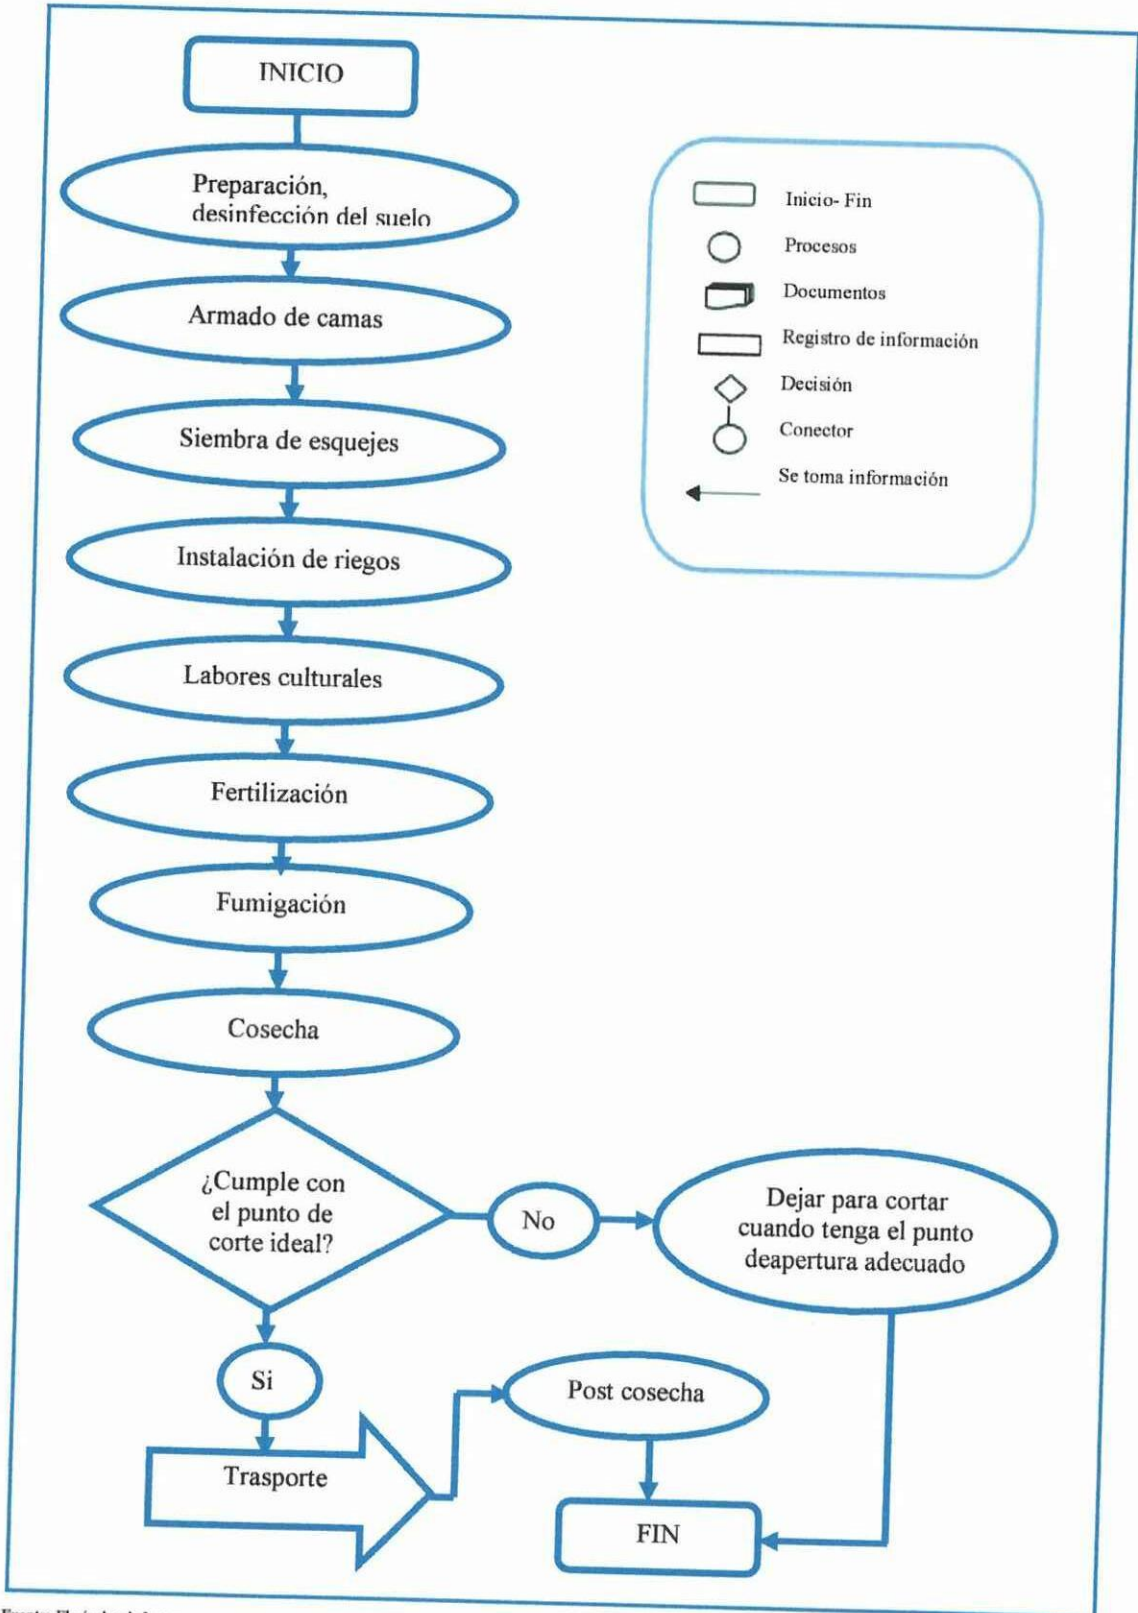 INICIO
Preparación,
desinfección del suelo
Armado de camas
Siembra de esquejes
Instalación de riegos
Labores culturales
Fertilización
Fumigación
Cosecha
¿Cumple con
el punto de
corte ideal?
No
Dejar para cortar
cuando tenga el punto
deapertura adecuado
Si
Trasporte
Post cosecha
FIN
Inicio- Fin
Procesos
Documentos
Registro de información
Decisión
Conector
Se toma información